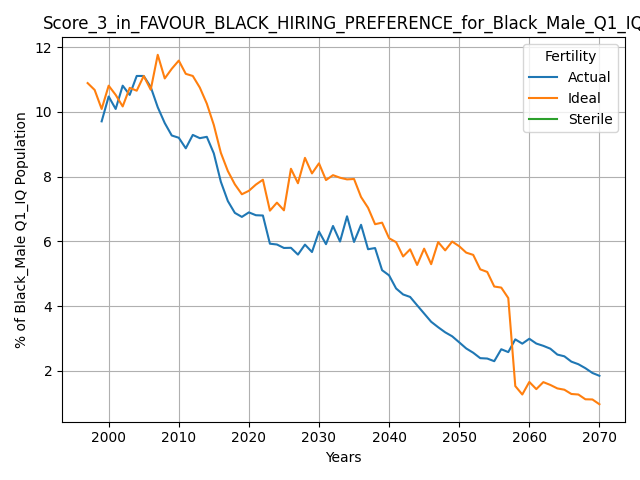 Score_3_in_FAVOUR_BLACK_HIRING_PREFERENCE_for_Black_Male_Q1_IQ
Fertility
Actual
Ideal
Sterile
12
10
8
6
4
2
% of Black_Male Q1_IQ Population
2000 2010 2020 2030 2040 2050 2060 2070
Years